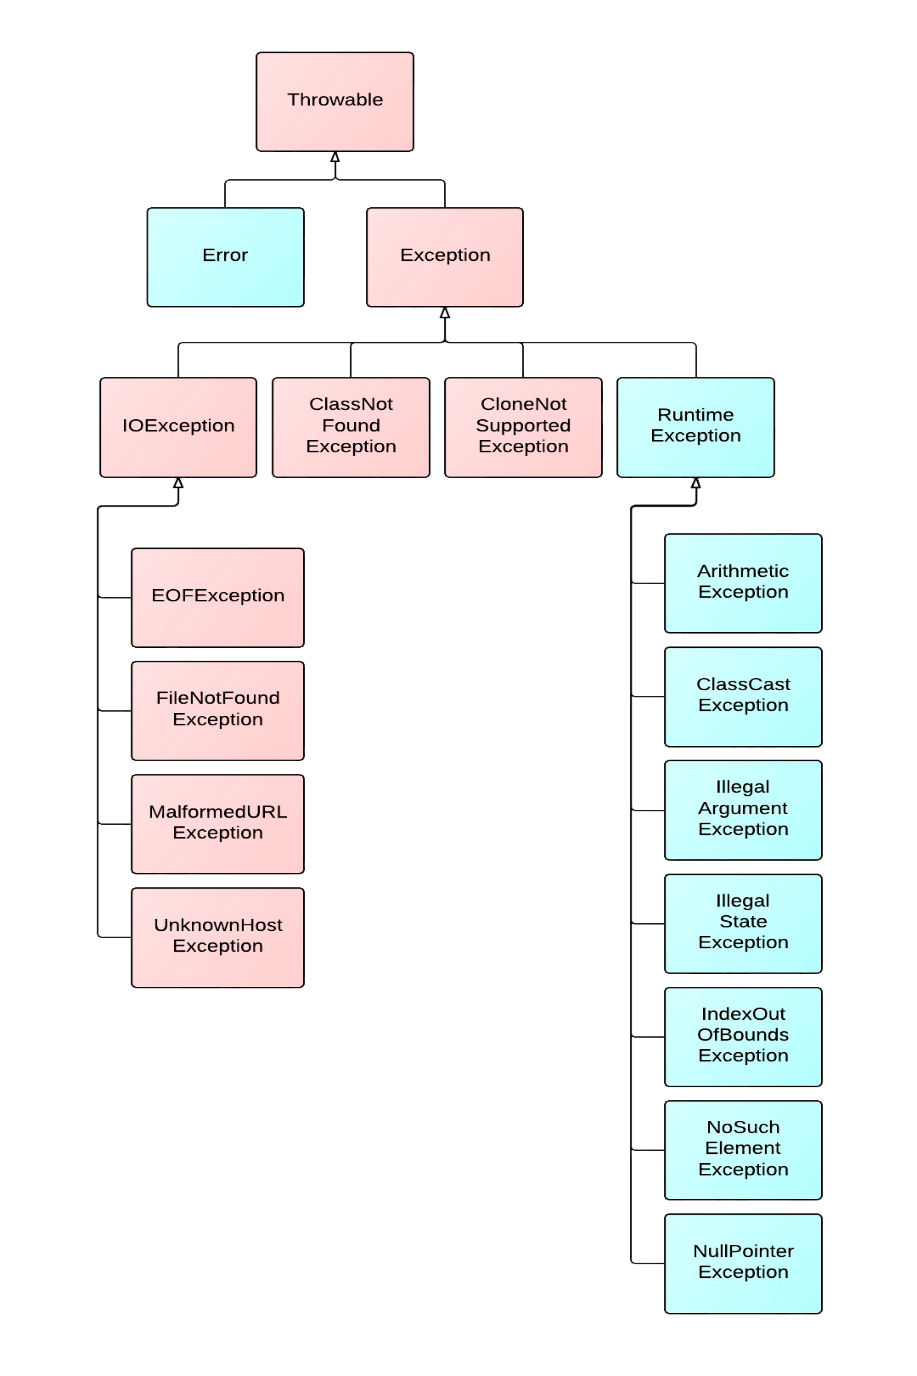 Throwable
Error
Exception
IOException
ClassNot
Found
Exception
CloneNot
Supported
Exception
Runtime
Exception
EOFException
FileNotFound
Exception
MalformedURL
Exception
UnknownHost
Exception
Arithmetic
Exception
ClassCast
Exception
Illegal
Argument
Exception
Illegal
State
Exception
IndexOut
OfBounds
Exception
NoSuch
Element
Exception
NullPointer
Exception